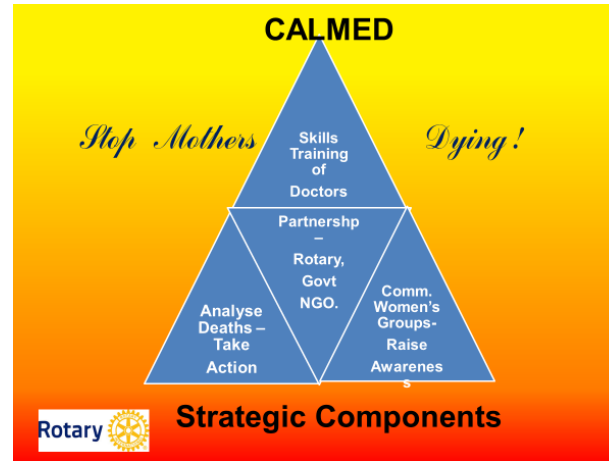 CALMED
Stop Mothers Dying!
Skills
Training
of
Doctors
Partnershp
–
Rotary,
Govt
NGO.
Analyse
Deaths –
Take
Action
Comm.
Women's
Groups-
Raise
Awarenes
s
Rotary
Strategic Components